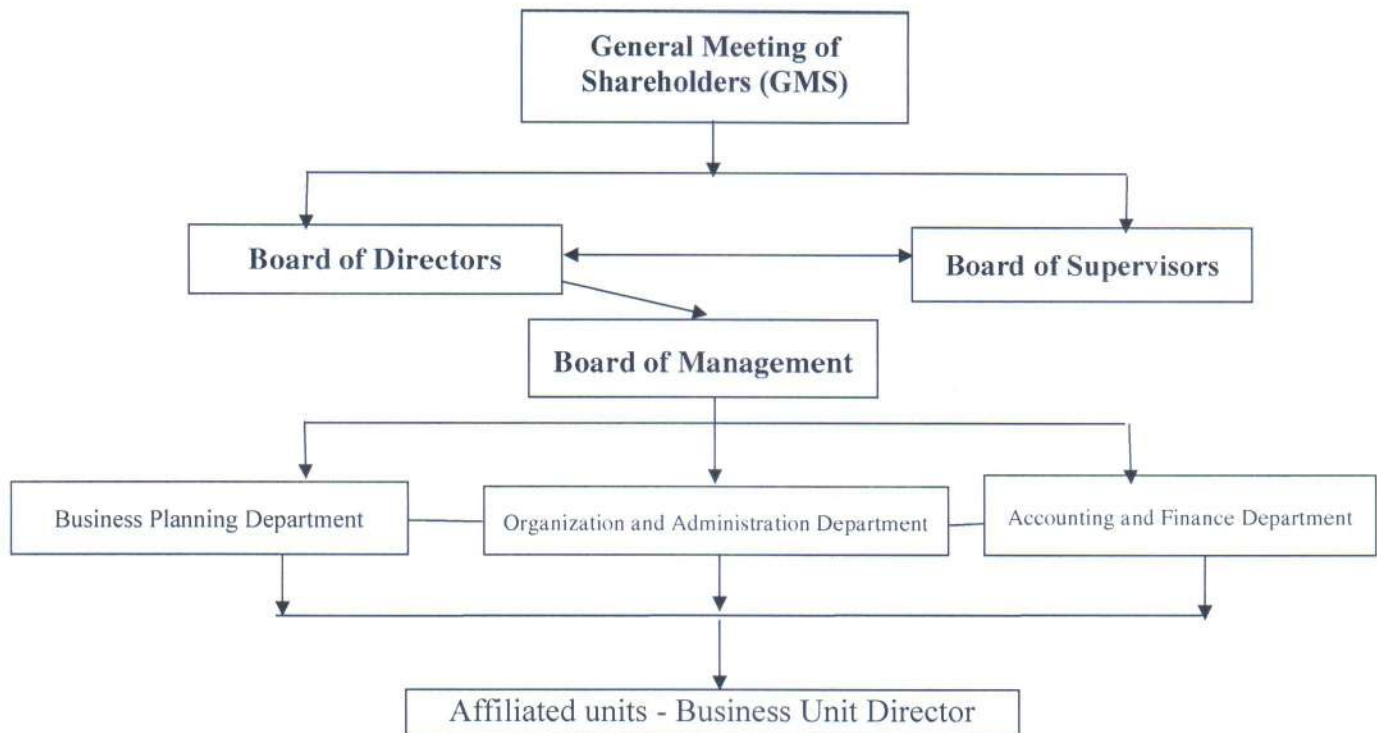 General Meeting of
Shareholders (GMS)
Board of Directors
Board of Supervisors
Board of Management
Business Planning Department
Organization and Administration Department
Accounting and Finance Department
Affiliated units - Business Unit Director